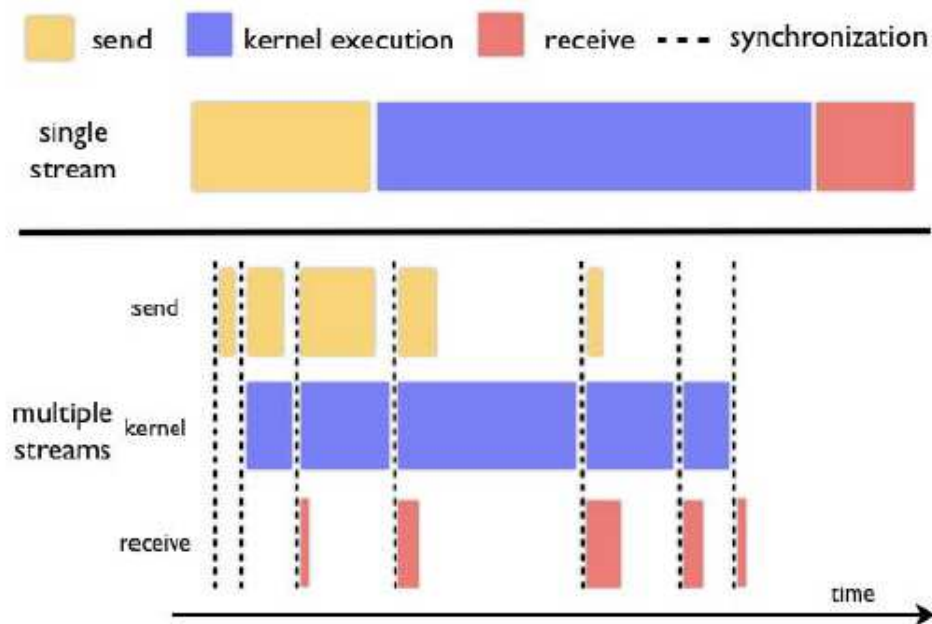 send kernel execution receive synchronization
single
stream
send
multiple
streams
kernel
receive
time